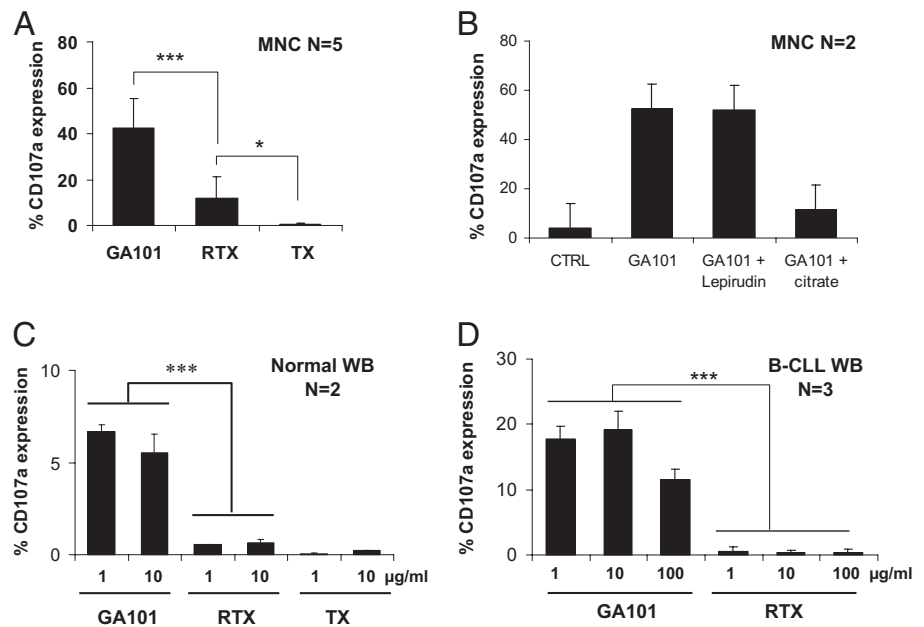 A
MNC N=5
% CD107a expression
80
60
40
20
0
***
*
GA101 RTX TX
B
MNC N=2
% CD107a expression
80
60
40
20
0
CTRL GA101 GA101 + Lepirudin GA101 + citrate
C
Normal WB
N=2
% CD107a expression
10
5
0
***
1 10 1 10 1 10 µg/ml
GA101 RTX TX
D
B-CLL WB
N=3
% CD107a expression
30
20
10
0
***
1 10 100 1 10 100 µg/ml
GA101 RTX